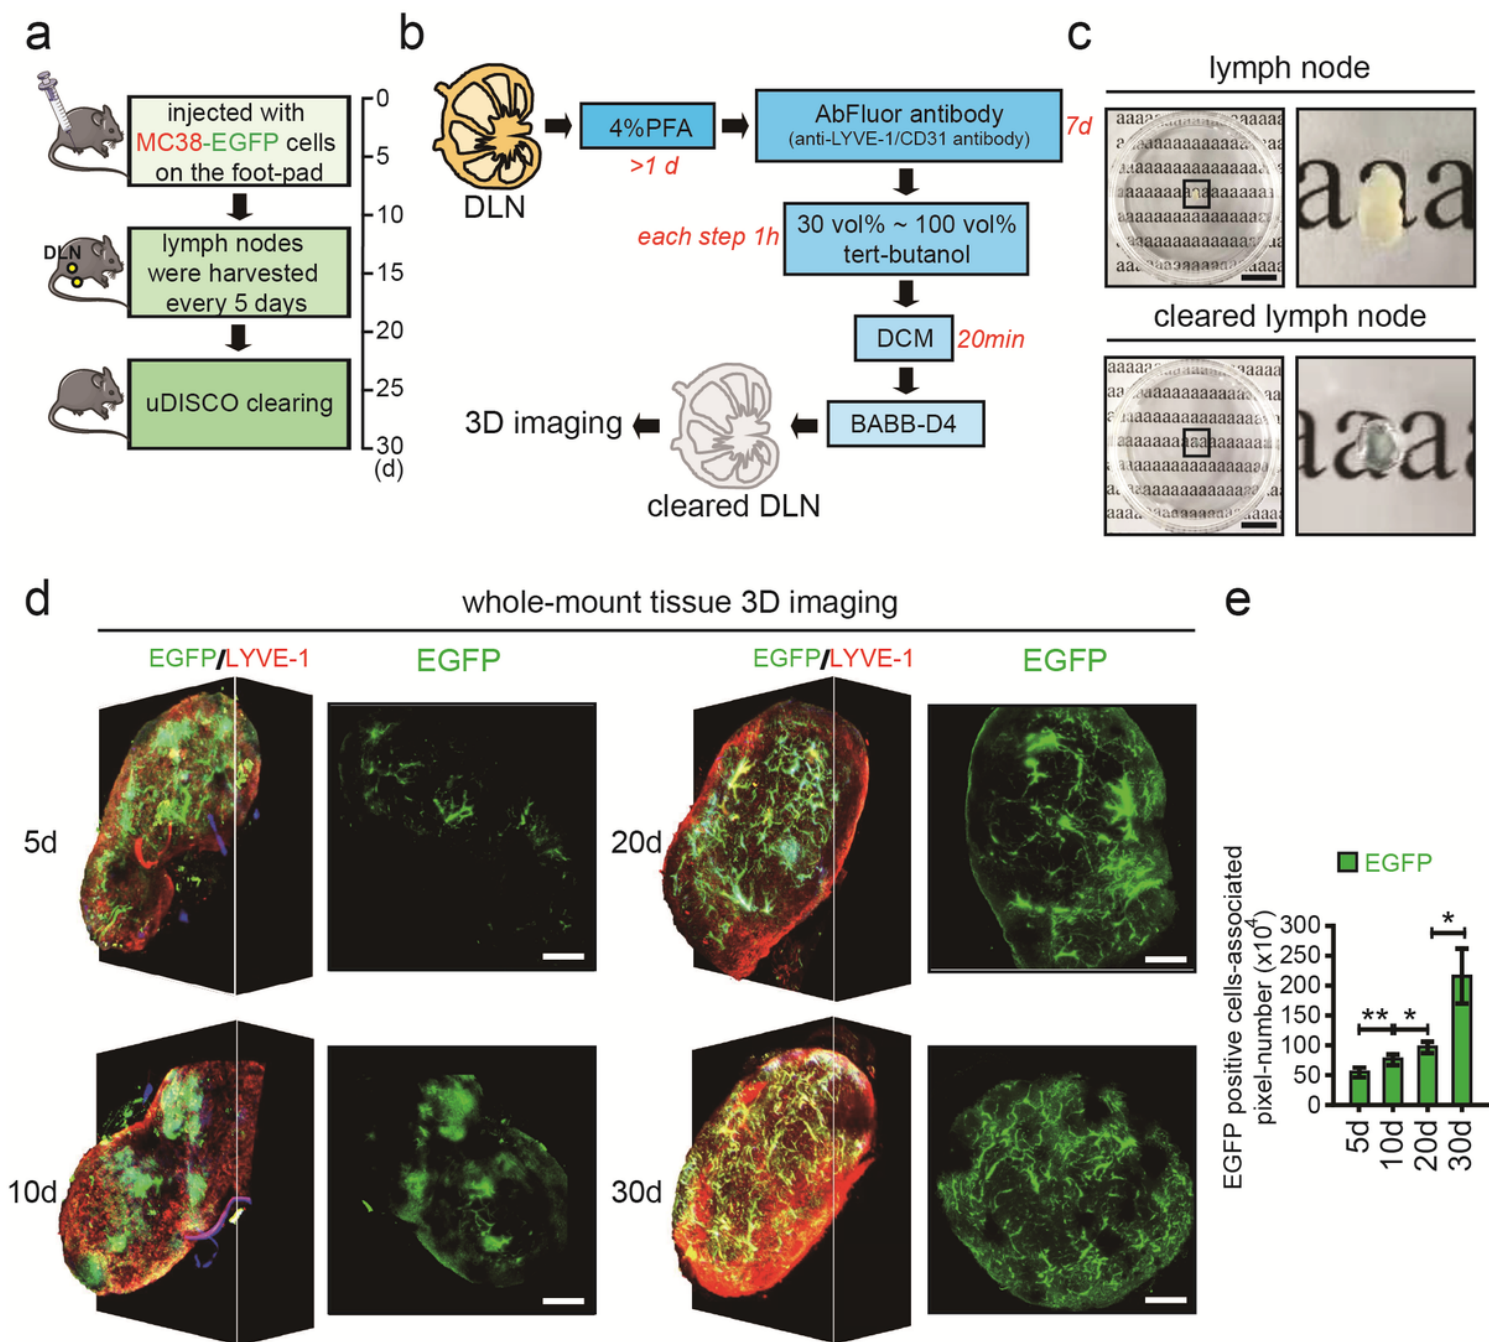 a
injected with
MC38-EGFP cells
on the foot-pad
DLN
lymph nodes
were harvested
every 5 days
uDISCO clearing
0
5
10
15
20
25
30
(d)
b
DLN
4%PFA
>1 d
AbFluor antibody
(anti-LYVE-1/CD31 antibody)
7d
each step 1h
30 vol% ~ 100 vol%
tert-butanol
DCM
20min
BABB-D4
cleared DLN
3D imaging
c
lymph node
cleared lymph node
d
whole-mount tissue 3D imaging
EGFP/LYVE-1
EGFP
EGFP/LYVE-1
EGFP
5d
20d
10d
30d
e
EGFP
EGFP positive cells-associated
pixel-number (x10⁴)
300
250
200
150
100
50
0
**
*
*
5d
10d
20d
30d